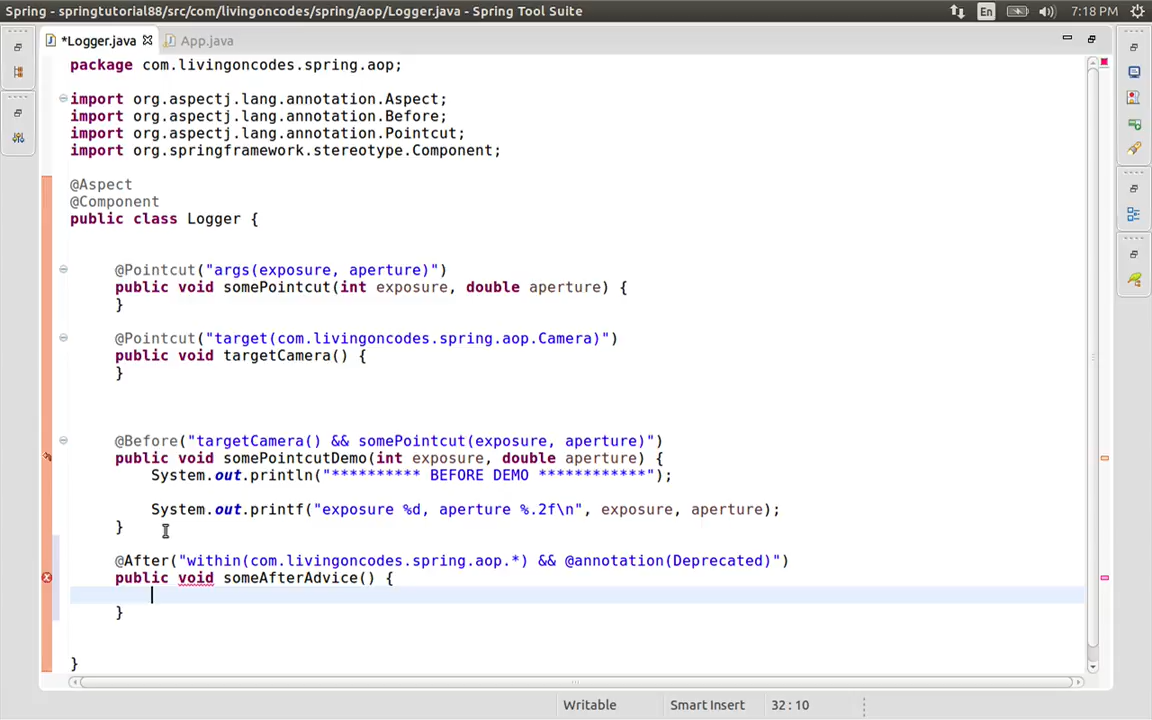 Spring - springtutorial88/src/com/livingoncodes/spring/aop/Logger.java - Spring Tool Suite
En
7:18 PM
*Logger.java
App.java
package com.livingoncodes.spring.aop;
import org.aspectj.lang.annotation.Aspect;
import org.aspectj.lang.annotation.Before;
import org.aspectj.lang.annotation.Pointcut;
import org.springframework.stereotype.Component;
@Aspect
@Component
public class Logger {
@Pointcut("args(exposure, aperture)")
public void somePointcut(int exposure, double aperture) {
}
@Pointcut("target(com.livingoncodes.spring.aop.Camera)")
public void targetCamera() {
}
@Before("targetCamera() && somePointcut(exposure, aperture)")
public void somePointcutDemo(int exposure, double aperture) {
System.out.println("********** BEFORE DEMO ************");
System.out.printf("exposure %d, aperture %.2f\n", exposure, aperture);
}
@After("within(com.livingoncodes.spring.aop.*) && @annotation(Deprecated)")
public void someAfterAdvice() {
}
}
Writable
Smart Insert
32 : 10